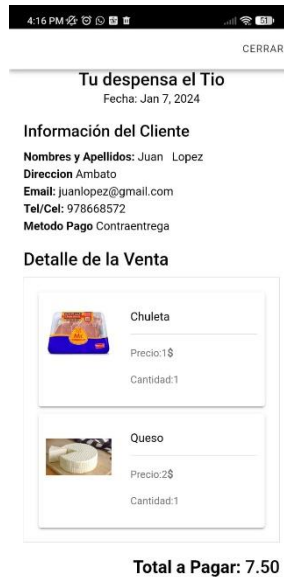 4:16 PM
51
CERRAR
Tu despensa el Tio
Fecha: Jan 7, 2024
Información del Cliente
Nombres y Apellidos: Juan Lopez
Direccion Ambato
Email: juanlopez@gmail.com
Tel/Cel: 978668572
Metodo Pago Contraentrega
Detalle de la Venta
Chuleta
Precio:1$
Cantidad:1
Queso
Precio:2$
Cantidad:1
Total a Pagar: 7.50